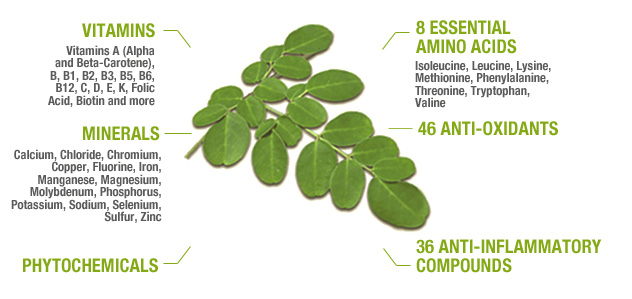 VITAMINS
Vitamins A (Alpha
and Beta-Carotene),
B, B1, B2, B3, B5, B6,
B12, C, D, E, K, Folic
Acid, Biotin and more
MINERALS
Calcium, Chloride, Chromium,
Copper, Fluorine, Iron,
Manganese, Magnesium,
Molybdenum, Phosphorus,
Potassium, Sodium, Selenium,
Sulfur, Zinc
PHYTOCHEMICALS
8 ESSENTIAL
AMINO ACIDS
Isoleucine, Leucine, Lysine,
Methionine, Phenylalanine,
Threonine, Tryptophan,
Valine
46 ANTI-OXIDANTS
36 ANTI-INFLAMMATORY
COMPOUNDS